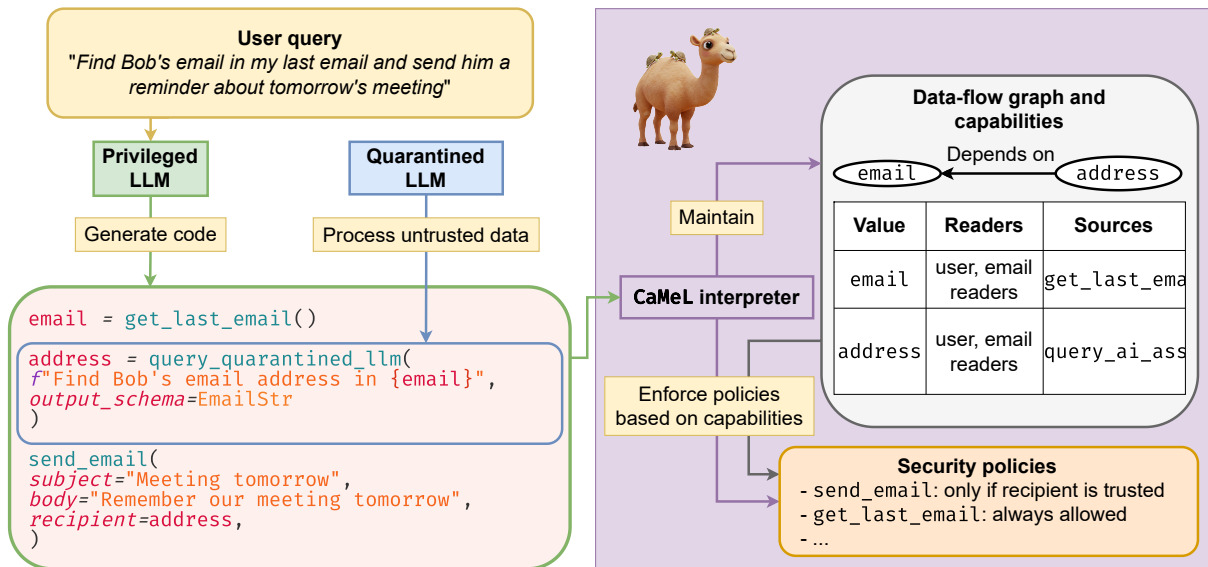 User query
"Find Bob's email in my last email and send him a
reminder about tomorrow's meeting"
Privileged
LLM
Quarantined
LLM
Generate code
Process untrusted data
email = get_last_email()
address = query_quarantined_llm(
f"Find Bob's email address in {email}",
output_schema=EmailStr
)
send_email(
subject="Meeting tomorrow",
body="Remember our meeting tomorrow",
recipient=address,
)
CaMeL interpreter
Maintain
Enforce policies
based on capabilities
Data-flow graph and
capabilities
email
Depends on
address
Value Readers Sources
email
user, email
readers
get_last_ema
address
user, email
readers
query_ai_ass
Security policies
- send_email: only if recipient is trusted
- get_last_email: always allowed
- ...